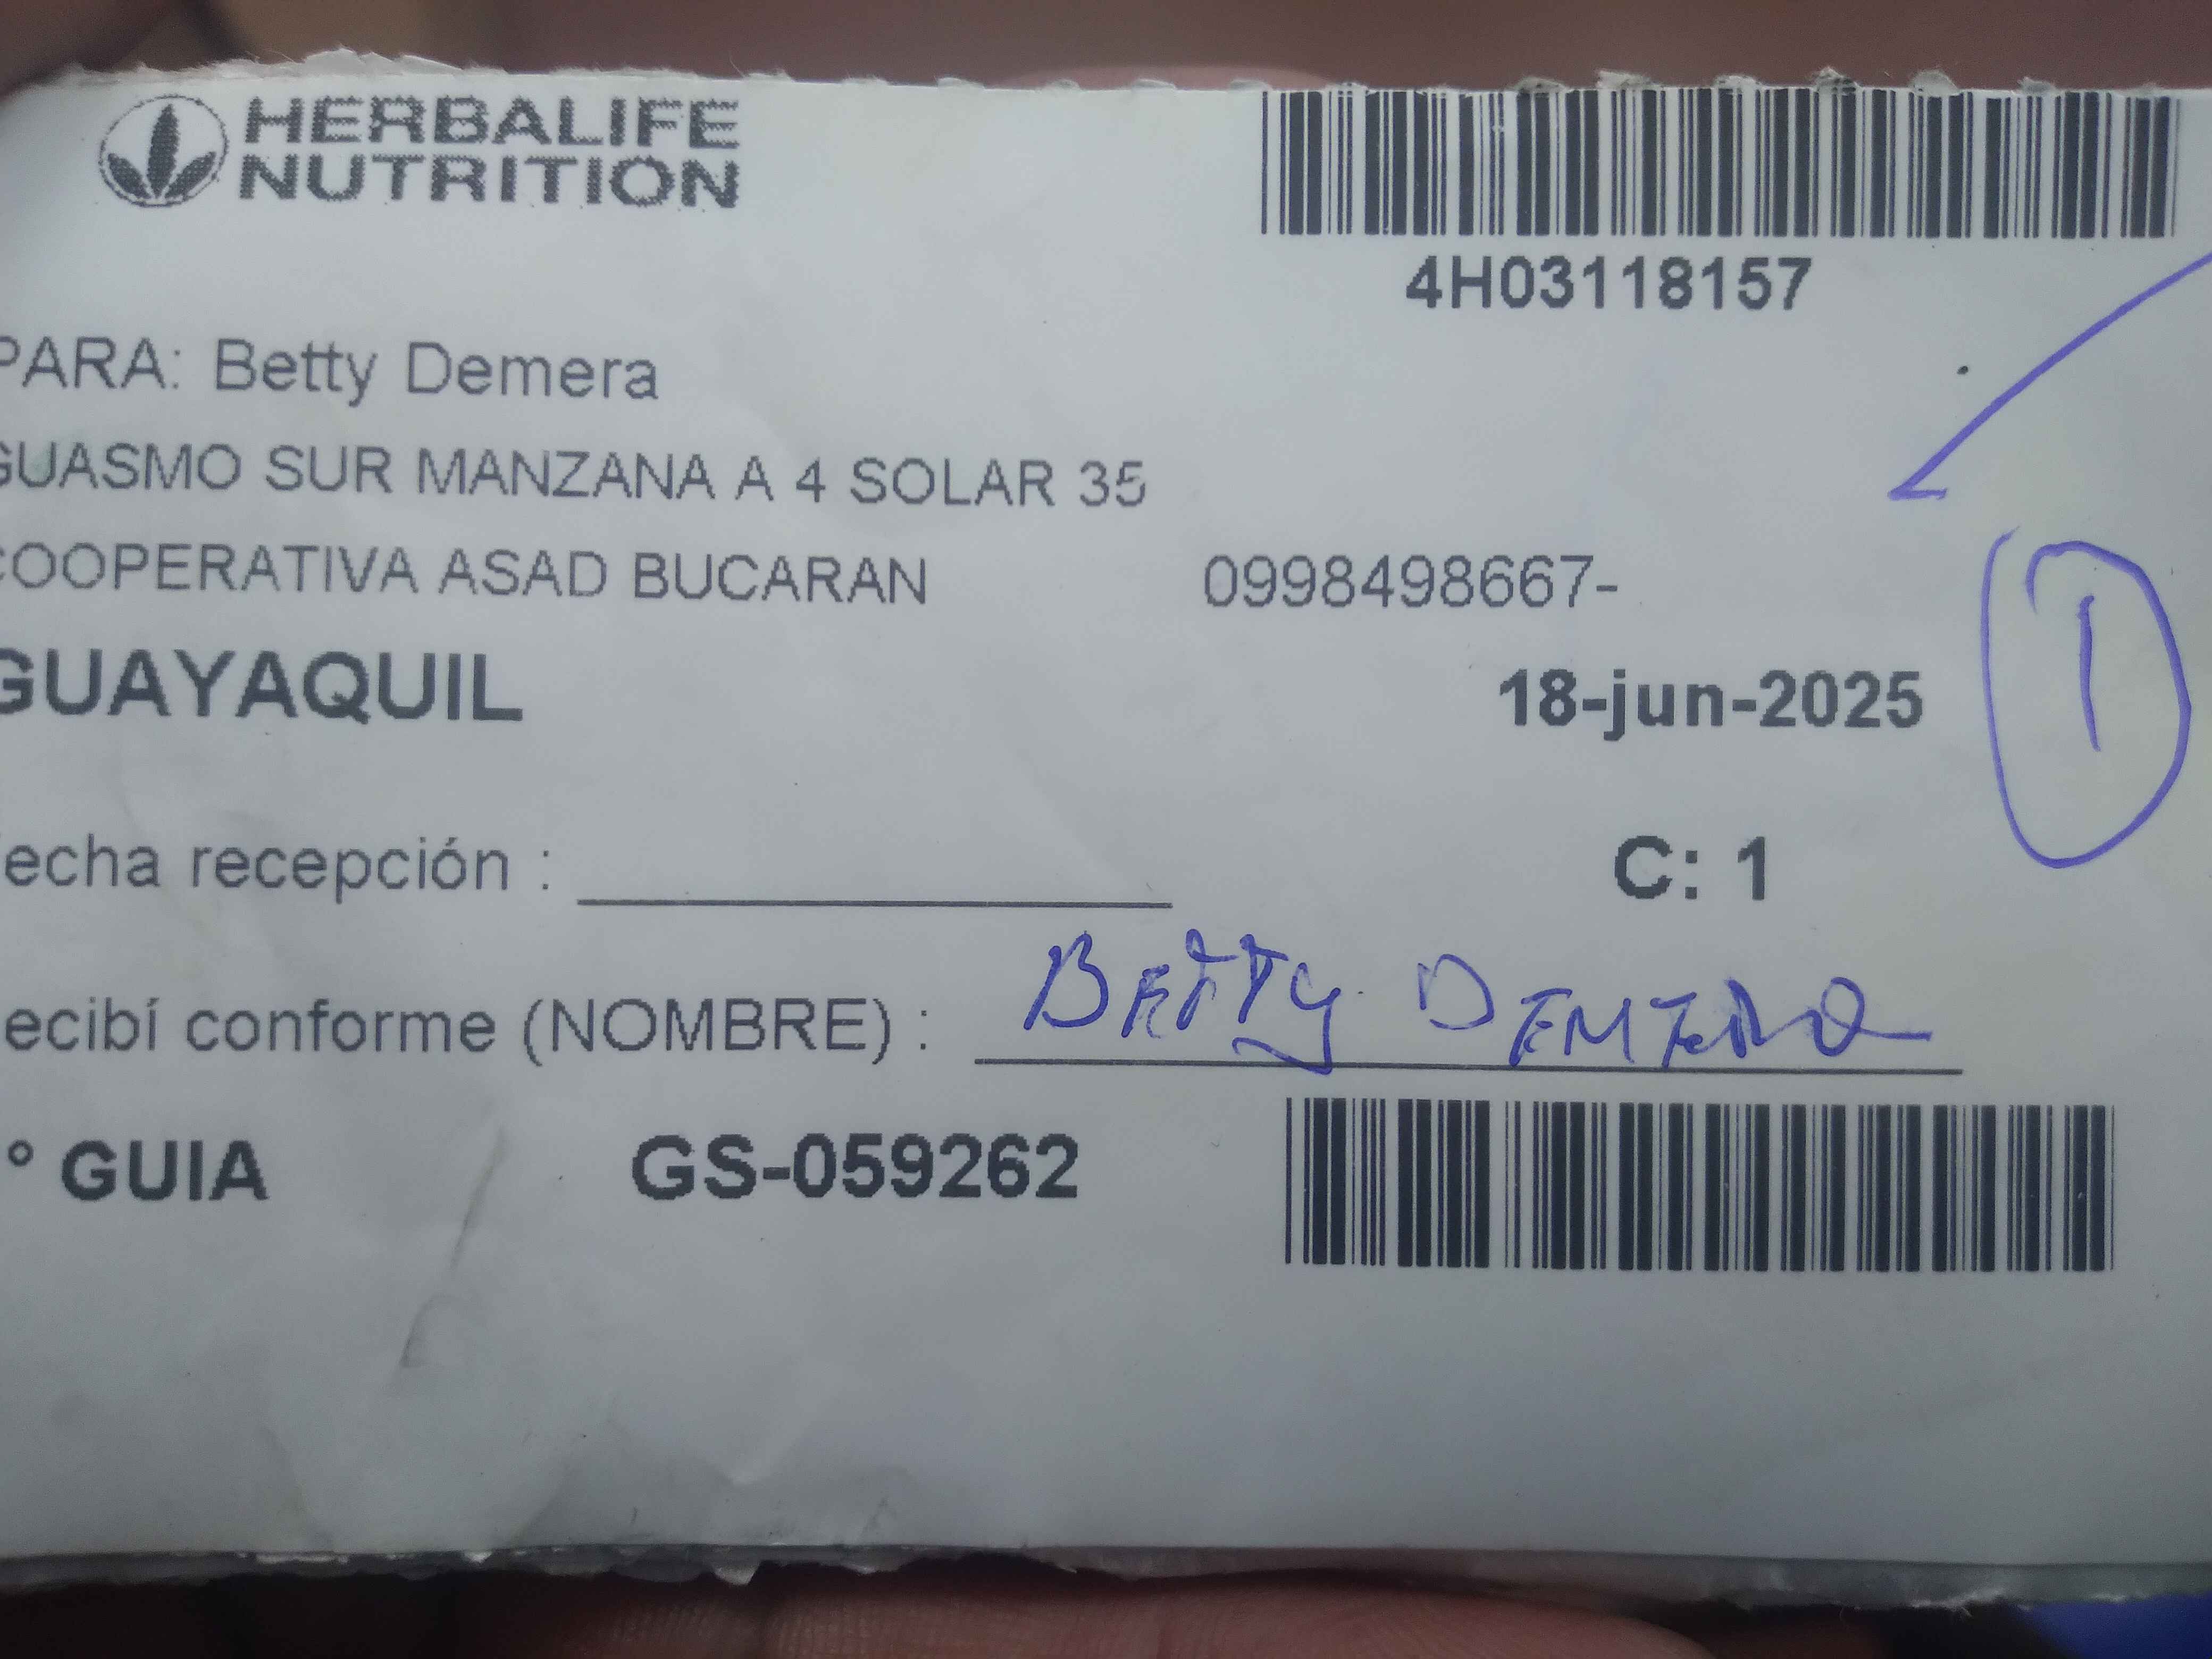 HERBALIFE
NUTRITION
4H03118157
PARA: Betty Demera
GUASMO SUR MANZANA A 4 SOLAR 35
COOPERATIVA ASAD BUCARAN 0998498667-
GUAYAQUIL
18-jun-2025
1
echa recepción :
C: 1
ecibí conforme (NOMBRE) : BETTY DEMERA
° GUIA GS-059262